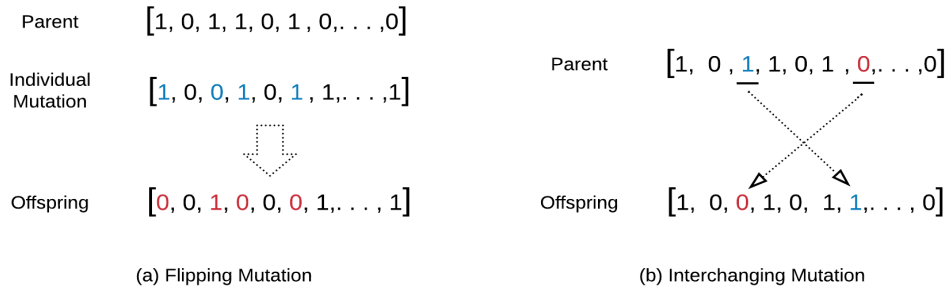 Parent [1, 0, 1, 1, 0, 1, 0,. . . ,0]
Individual Mutation [1, 0, 0, 1, 0, 1, 1,. . . ,1]
Offspring [0, 0, 1, 0, 0, 0, 1,. . . , 1]
(a) Flipping Mutation
Parent [1, 0 , 1, 1, 0, 1 , 0,. . . ,0]
Offspring [1, 0, 0, 1, 0, 1, 1,. . . , 0]
(b) Interchanging Mutation